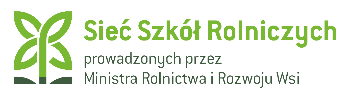 Sieć Szkół Rolniczych
prowadzonych przez
Ministra Rolnictwa i Rozwoju Wsi